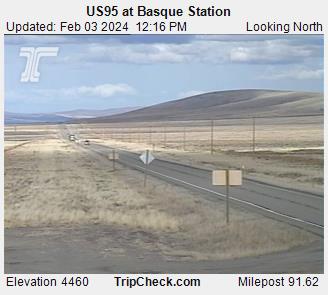 US95 at Basque Station
Updated: Feb 03 2024 12:16 PM Looking North
Elevation 4460 TripCheck.com Milepost 91.62